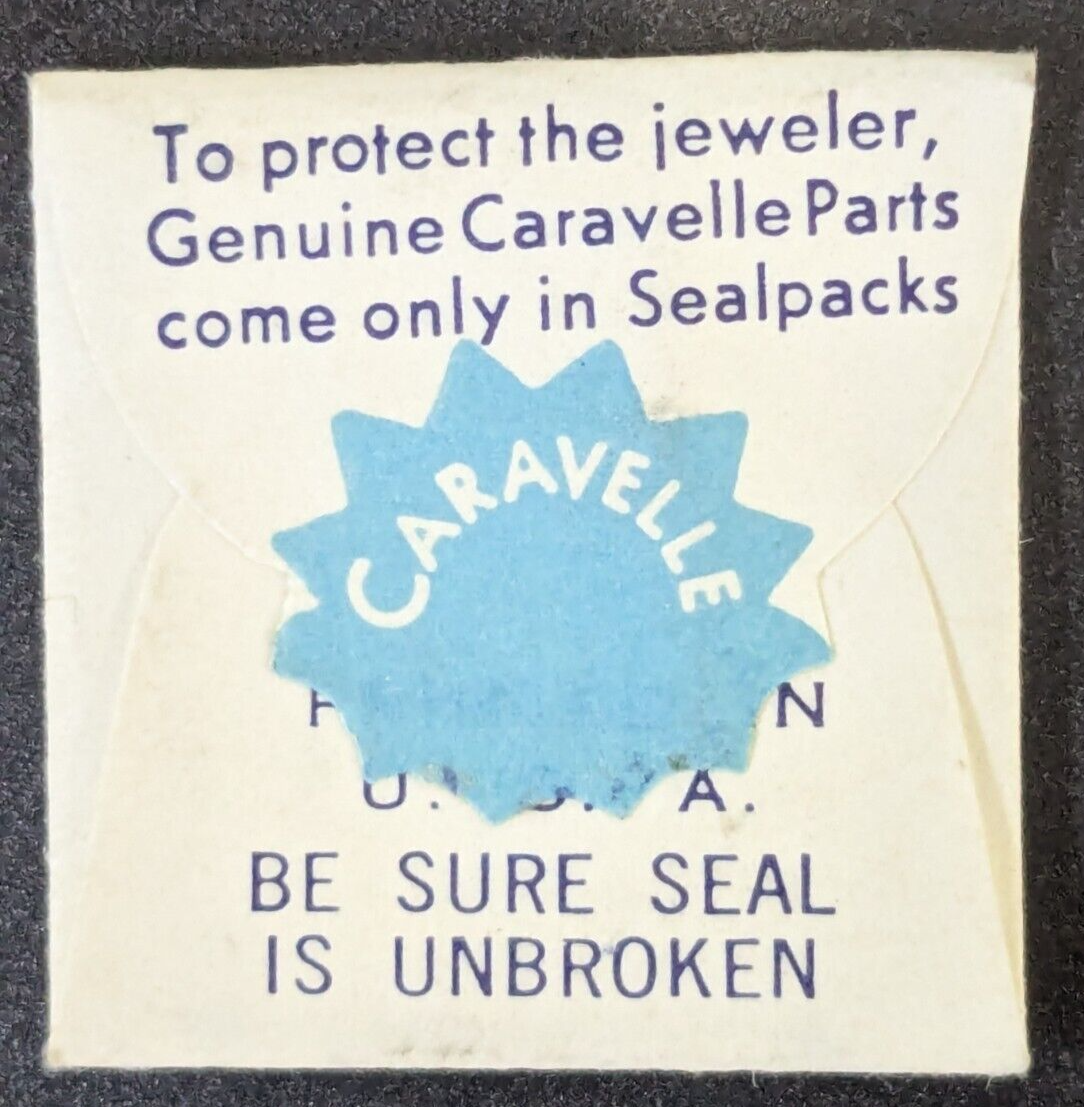 To protect the jeweler,
Genuine Caravelle Parts
come only in Sealpacks
CARAVELLE
U. S. A.
BE SURE SEAL
IS UNBROKEN